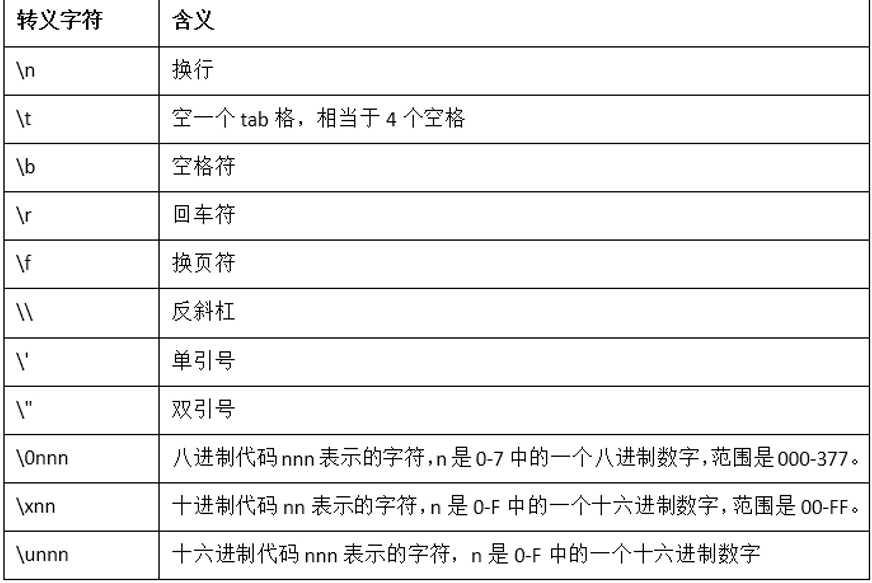 转义字符 含义
\n 换行
\t 空一个 tab 格，相当于 4 个空格
\b 空格符
\r 回车符
\f 换页符
\\ 反斜杠
\' 单引号
\" 双引号
\0nnn 八进制代码 nnn 表示的字符,n 是 0-7 中的一个八进制数字,范围是 000-377。
\xnn 十进制代码 nn 表示的字符,n 是 0-F 中的一个十六进制数字,范围是 00-FF。
\unnn 十六进制代码 nnn 表示的字符，n 是 0-F 中的一个十六进制数字